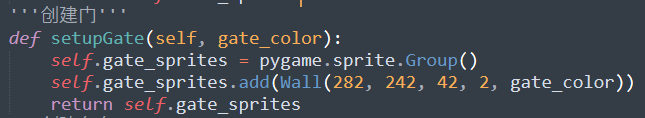 '''创建门'''
def setupGate(self, gate_color):
self.gate_sprites = pygame.sprite.Group()
self.gate_sprites.add(Wall(282, 242, 42, 2, gate_color))
return self.gate_sprites